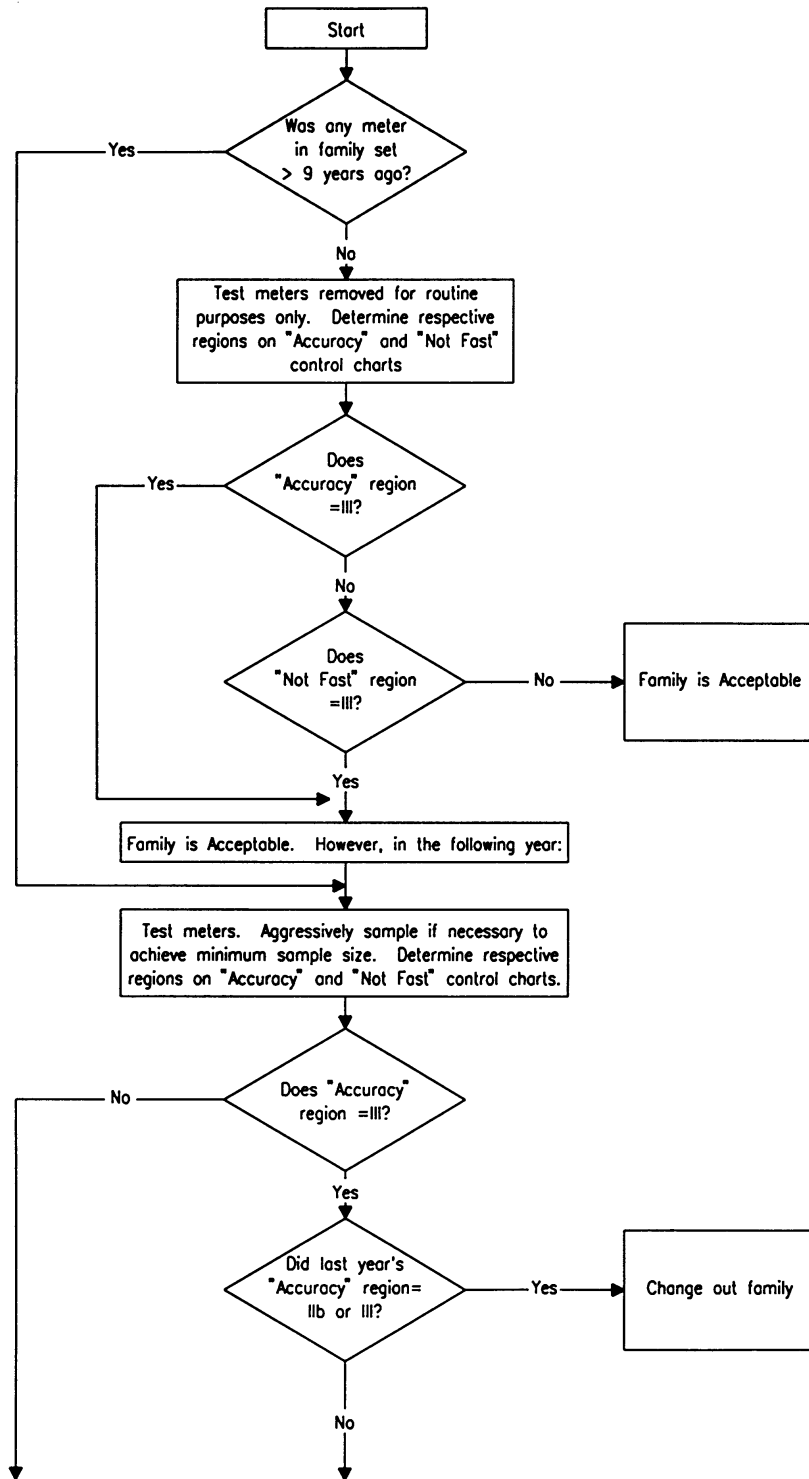 Start
Was any meter
in family set
> 9 years ago?
Yes
No
Test meters removed for routine
purposes only. Determine respective
regions on "Accuracy" and "Not Fast"
control charts
Does
"Accuracy" region
=III?
Yes
No
Does
"Not Fast" region
=III?
No
Family is Acceptable
Yes
Family is Acceptable. However, in the following year:
Test meters. Aggressively sample if necessary to
achieve minimum sample size. Determine respective
regions on "Accuracy" and "Not Fast" control charts.
Does "Accuracy"
region =III?
No
Yes
Did last year's
"Accuracy" region=
IIb or III?
Yes
Change out family
No